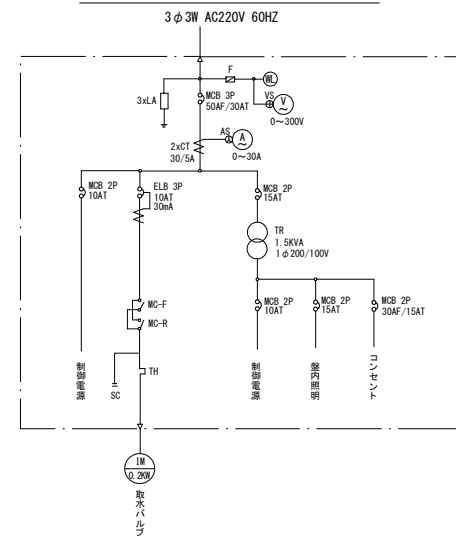 3φ3W AC220V 60HZ
F
WL
3xLA
MCB 3P
50AF/30AT
VS
V
0～300V
2xCT
30/5A
AS
A
0～30A
MCB 2P
10AT
ELB 3P
10AT
30mA
MCB 2P
15AT
TR
1.5KVA
1φ200/100V
MCB 2P
10AT
MCB 2P
15AT
MCB 2P
30AF/15AT
MC-F
MC-R
制御電源
SC
TH
制御電源
盤内照明
コンセント
IM
0.2KW
取水バルブ